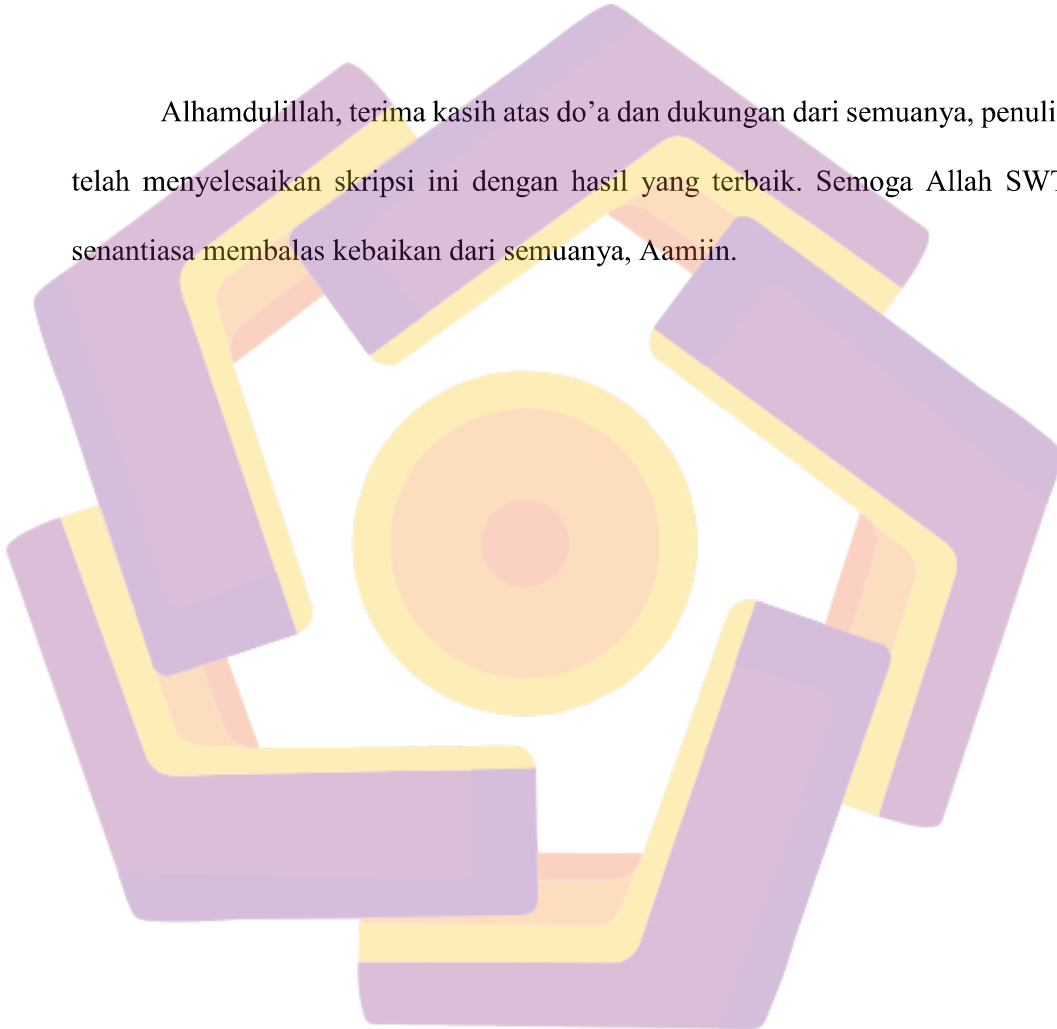 Alhamdulillah, terima kasih atas do’a dan dukungan dari semuanya, penuli
telah menyelesaikan skripsi ini dengan hasil yang terbaik. Semoga Allah SWT
senantiasa membalas kebaikan dari semuanya, Aamiin.